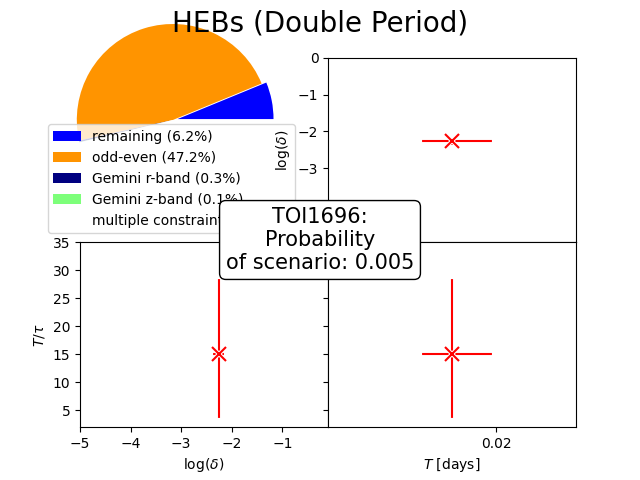 HEBs (Double Period)
remaining (6.2%)
odd-even (47.2%)
Gemini r-band (0.3%)
Gemini z-band (0.1%)
multiple
0
−1
−2
−3
log(δ)
TOI1696:
Probability
of scenario: 0.005
35
30
25
20
15
10
5
T/τ
−5 −4 −3 −2 −1
log(δ)
0.02
T [days]